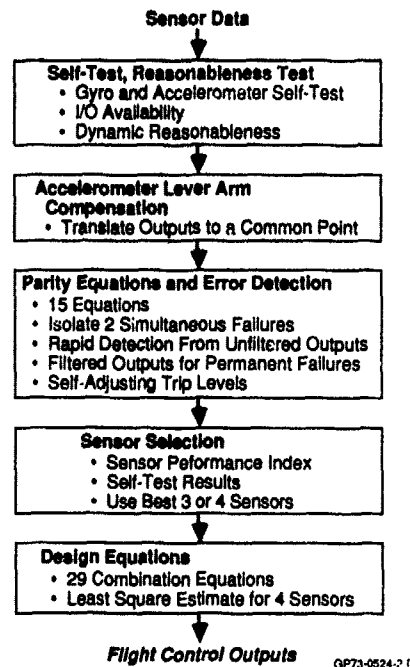 Sensor Data
Self-Test, Reasonableness Test
• Gyro and Accelerometer Self-Test
• I/O Availability
• Dynamic Reasonableness
Accelerometer Lever Arm
Compensation
• Translate Outputs to a Common Point
Parity Equations and Error Detection
• 15 Equations
• Isolate 2 Simultaneous Failures
• Rapid Detection From Unfiltered Outputs
• Filtered Outputs for Permanent Failures
• Self-Adjusting Trip Levels
Sensor Selection
• Sensor Peformance Index
• Self-Test Results
• Use Best 3 or 4 Sensors
Design Equations
• 29 Combination Equations
• Least Square Estimate for 4 Sensors
Flight Control Outputs